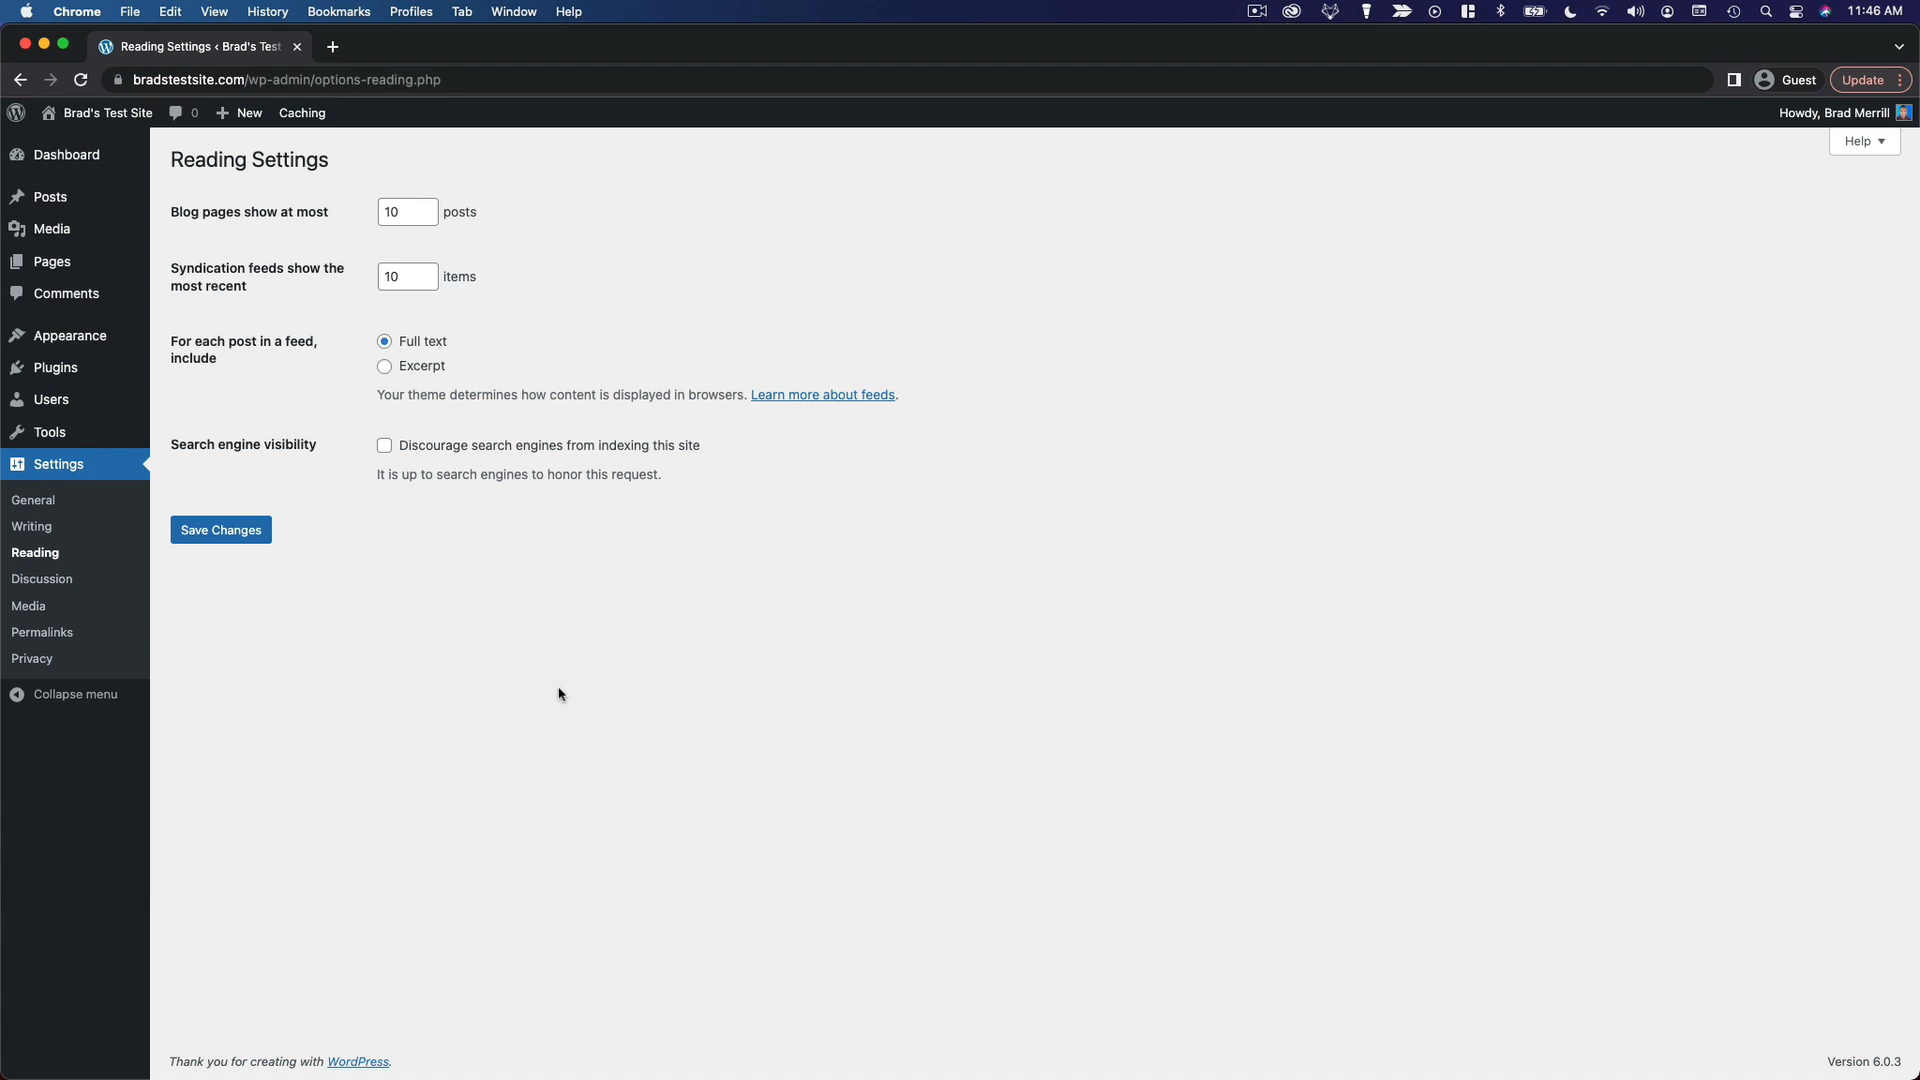 Chrome File Edit View History Bookmarks Profiles Tab Window Help 11:46 AM
Reading Settings ‹ Brad's Test
bradstestsite.com/wp-admin/options-reading.php Guest Update
Brad's Test Site 0 New Caching Howdy, Brad Merrill
Help
Dashboard
Posts
Media
Pages
Comments
Appearance
Plugins
Users
Tools
Settings
General
Writing
Reading
Discussion
Media
Permalinks
Privacy
Collapse menu
Reading Settings
Blog pages show at most 10 posts
Syndication feeds show the
most recent
10 items
For each post in a feed,
include
Full text
Excerpt
Your theme determines how content is displayed in browsers. Learn more about feeds.
Search engine visibility Discourage search engines from indexing this site
It is up to search engines to honor this request.
Save Changes
Thank you for creating with WordPress. Version 6.0.3